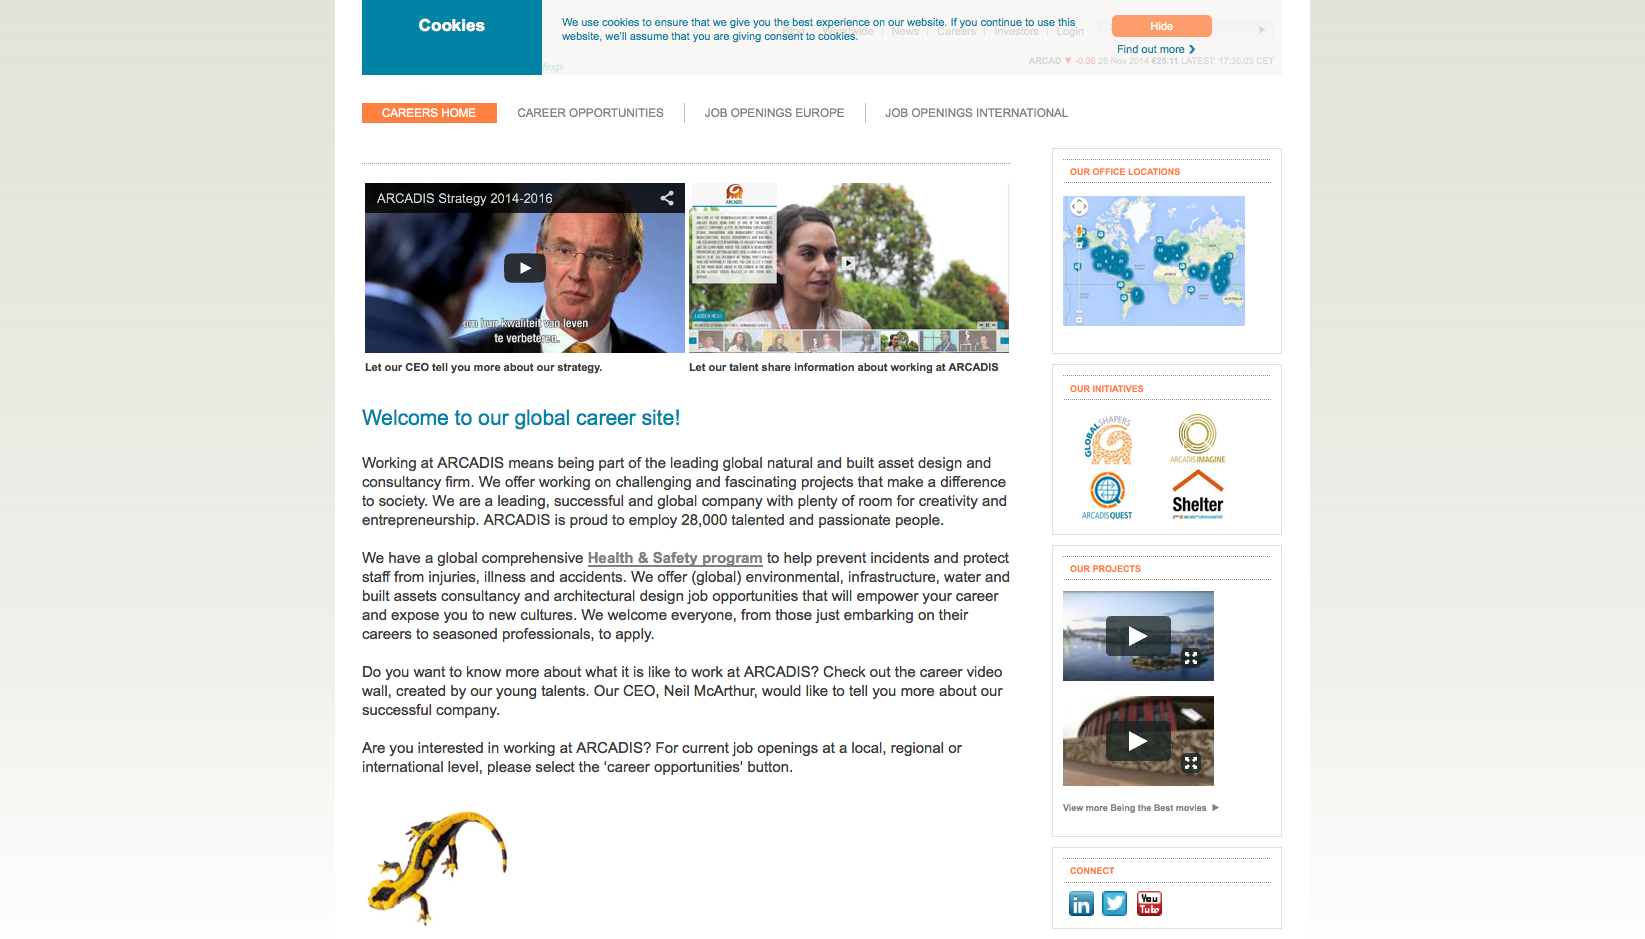 Cookies
We use cookies to ensure that we give you the best experience on our website. If you continue to use this
website, we'll assume that you are giving consent to cookies.
Hide
Find out more
Blog
Worldwide
News
Careers
Investors
Login
ARCAD ▼ -0.36 28 Nov 2014 €25.11 LATEST: 17:35:03 CET
CAREERS HOME
CAREER OPPORTUNITIES
JOB OPENINGS EUROPE
JOB OPENINGS INTERNATIONAL
ARCADIS Strategy 2014-2016
om hun kwaliteit van leven
te verbeteren.
ARCADIS
Let our CEO tell you more about our strategy.
Let our talent share information about working at ARCADIS
Welcome to our global career site!
Working at ARCADIS means being part of the leading global natural and built asset design and
consultancy firm. We offer working on challenging and fascinating projects that make a difference
to society. We are a leading, successful and global company with plenty of room for creativity and
entrepreneurship. ARCADIS is proud to employ 28,000 talented and passionate people.
We have a global comprehensive Health & Safety program to help prevent incidents and protect
staff from injuries, illness and accidents. We offer (global) environmental, infrastructure, water and
built assets consultancy and architectural design job opportunities that will empower your career
and expose you to new cultures. We welcome everyone, from those just embarking on their
careers to seasoned professionals, to apply.
Do you want to know more about what it is like to work at ARCADIS? Check out the career video
wall, created by our young talents. Our CEO, Neil McArthur, would like to tell you more about our
successful company.
Are you interested in working at ARCADIS? For current job openings at a local, regional or
international level, please select the ‘career opportunities’ button.
OUR OFFICE LOCATIONS
OUR INITIATIVES
GLOBAL SHAPERS
ARCADIS IMAGINE
ARCADIS QUEST
Shelter
OUR PROJECTS
View more Being the Best movies
CONNECT
in
You
Tube